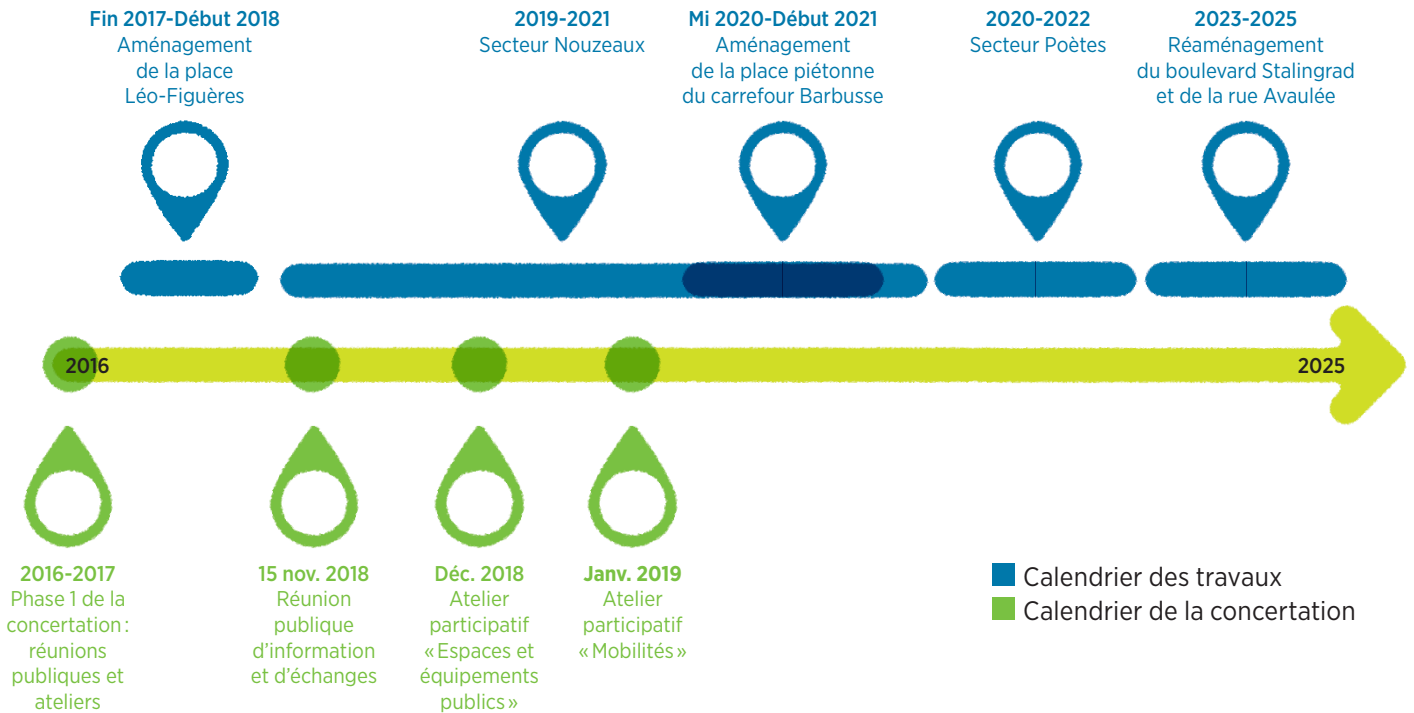 Fin 2017-Début 2018
Aménagement
de la place
Léo-Figuères
2019-2021
Secteur Nouzeaux
Mi 2020-Début 2021
Aménagement
de la place piétonne
du carrefour Barbusse
2020-2022
Secteur Poètes
2023-2025
Réaménagement
du boulevard Stalingrad
et de la rue Avaulée
2016
2025
2016-2017
Phase 1 de la
concertation :
réunions
publiques et
ateliers
15 nov. 2018
Réunion
publique
d’information
et d’échanges
Déc. 2018
Atelier
participatif
« Espaces et
équipements
publics »
Janv. 2019
Atelier
participatif
« Mobilités »
Calendrier des travaux
Calendrier de la concertation